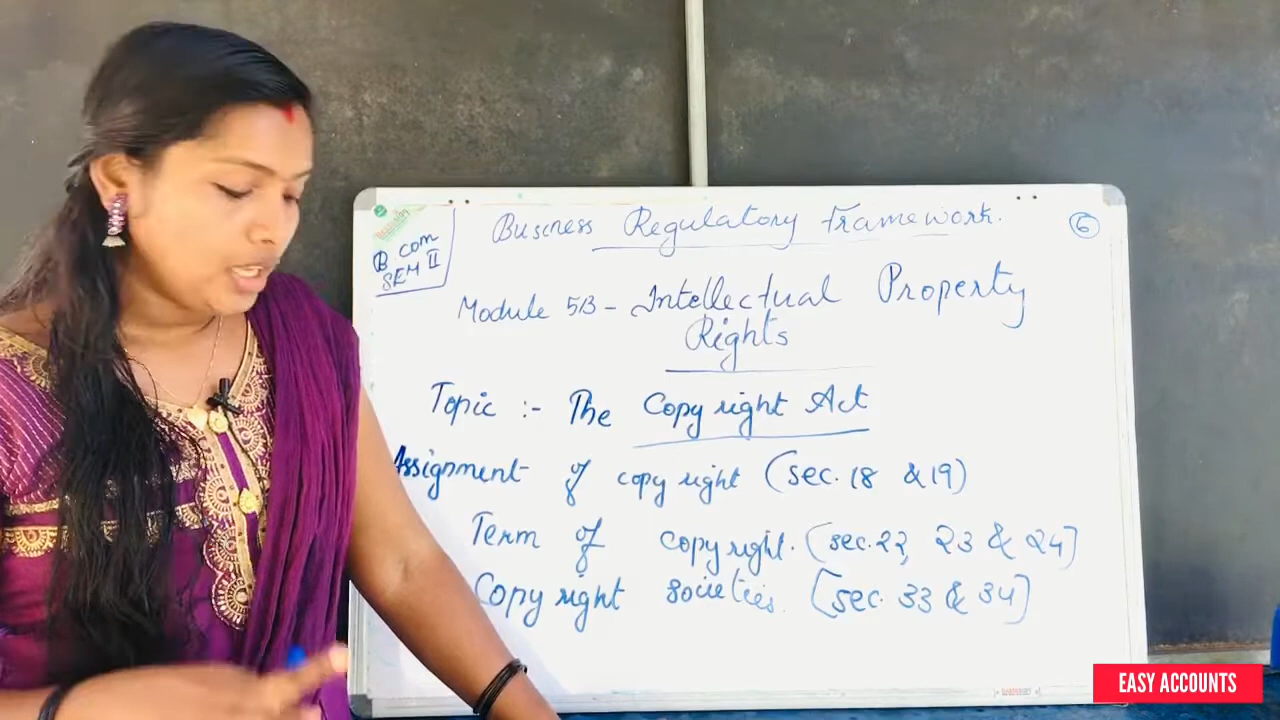 B.com
SEM II
Business Regulatory Framework.
6
Module 5B - Intellectual Property
Rights
Topic :- The Copyright Act
Assignment of copyright (sec. 18 & 19)
Term of copyright. (sec. 22, 23 & 24)
Copyright societies. (sec. 33 & 34)
EASY ACCOUNTS